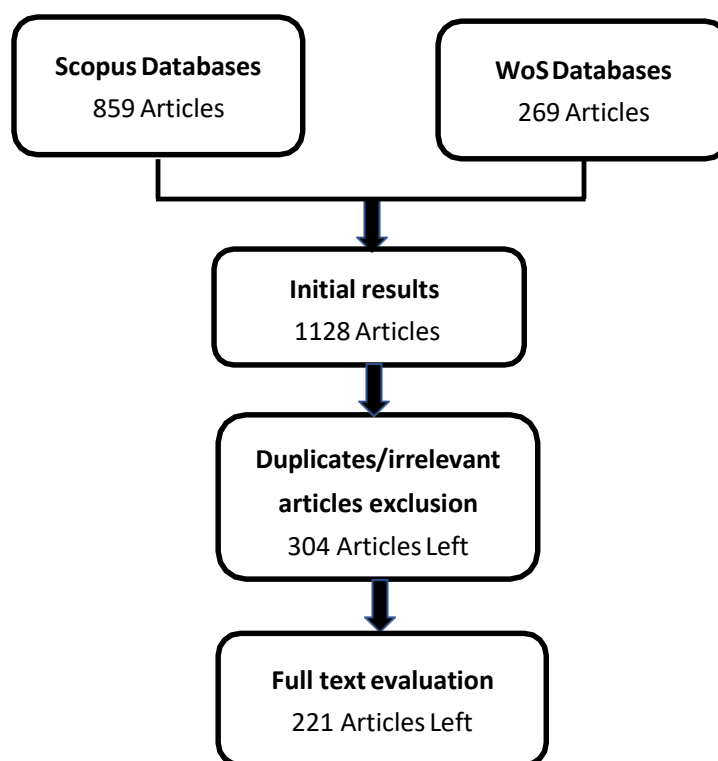 Scopus Databases
859 Articles
WoS Databases
269 Articles
Initial results
1128 Articles
Duplicates/irrelevant
articles exclusion
304 Articles Left
Full text evaluation
221 Articles Left